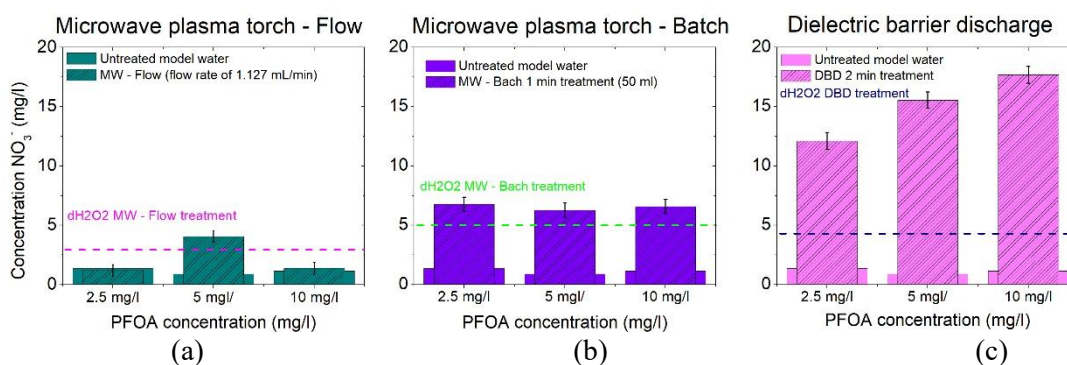 Microwave plasma torch - Flow
20
15
10
5
0
Concentration NO3- (mg/l)
Untreated model water
MW - Flow (flow rate of 1.127 mL/min)
dH2O2 MW - Flow treatment
2.5 mg/l
5 mg/
10 mg/l
PFOA concentration (mg/l)
(a)
Microwave plasma torch - Batch
20
15
10
5
0
Untreated model water
MW - Bach 1 min treatment (50 ml)
dH2O2 MW - Bach treatment
2.5 mg/l
5 mg/
10 mg/l
PFOA concentration (mg/l)
(b)
Dielectric barrier discharge
20
15
10
5
0
Untreated model water
DBD 2 min treatment
dH2O2 DBD treatment
2.5 mg/l
5 mg/l
10 mg/l
PFOA concentration (mg/l)
(c)